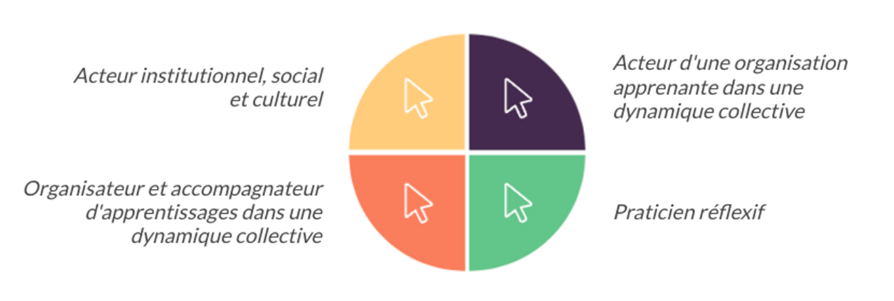 Acteur institutionnel, social
et culturel
Acteur d'une organisation
apprenante dans une
dynamique collective
Organisateur et accompagnateur
d'apprentissages dans une
dynamique collective
Praticien réflexif